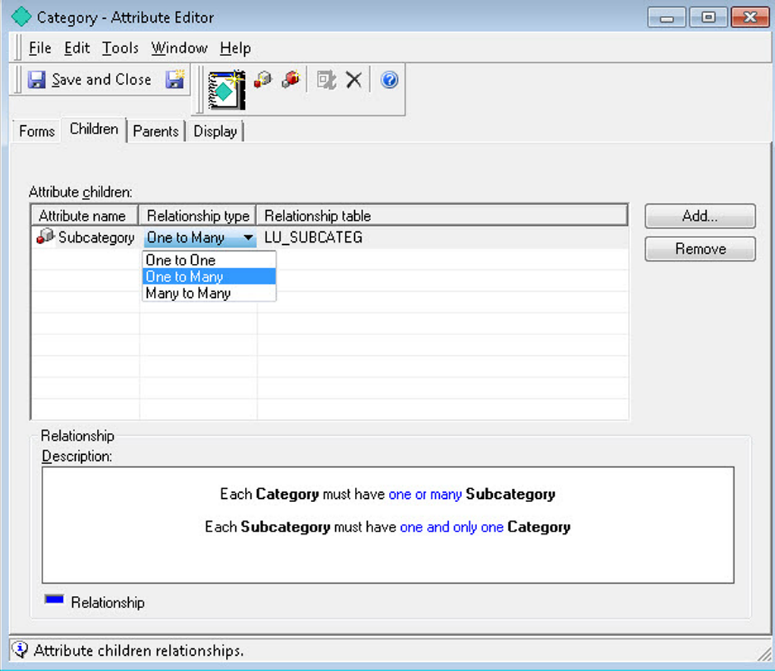 Category - Attribute Editor
File Edit Tools Window Help
Save and Close
Forms Children Parents Display
Attribute children:
Attribute name Relationship type Relationship table
Subcategory One to Many LU_SUBCATEG
One to One
One to Many
Many to Many
Add...
Remove
Relationship
Description:
Each Category must have one or many Subcategory
Each Subcategory must have one and only one Category
Relationship
Attribute children relationships.